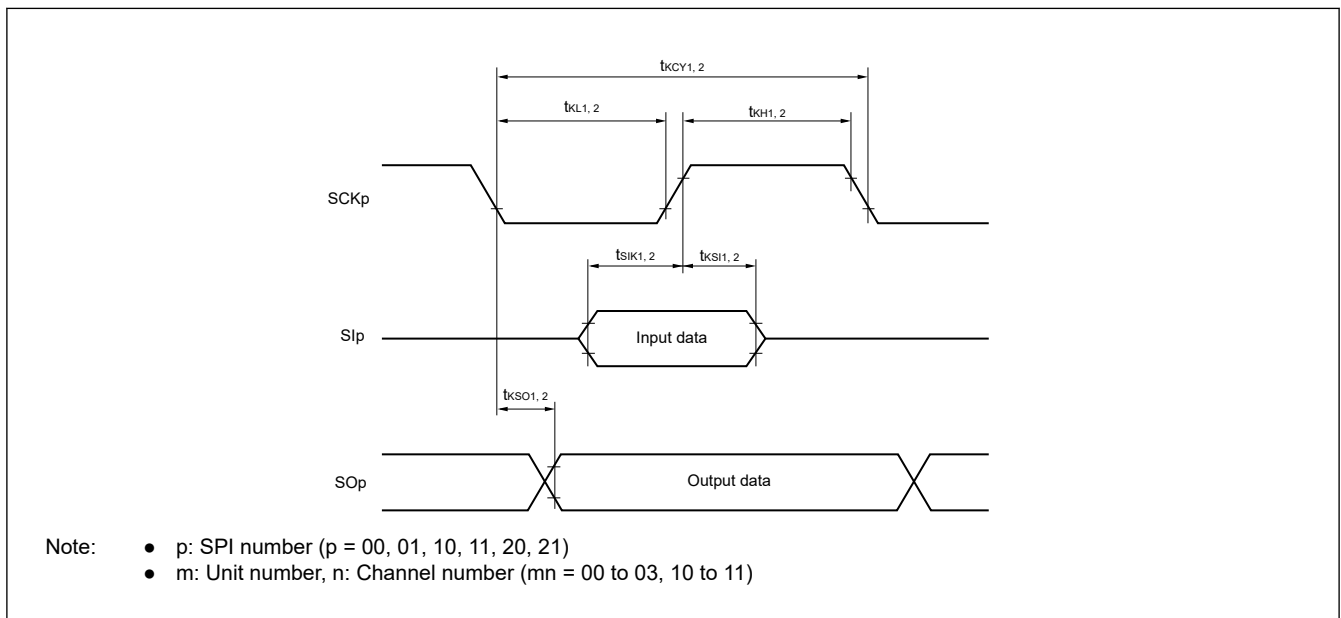 tKCY1, 2
tKL1, 2
tKH1, 2
SCKp
tSIK1, 2
tKSI1, 2
SIp
Input data
tKSO1, 2
SOp
Output data
Note: ● p: SPI number (p = 00, 01, 10, 11, 20, 21)
● m: Unit number, n: Channel number (mn = 00 to 03, 10 to 11)